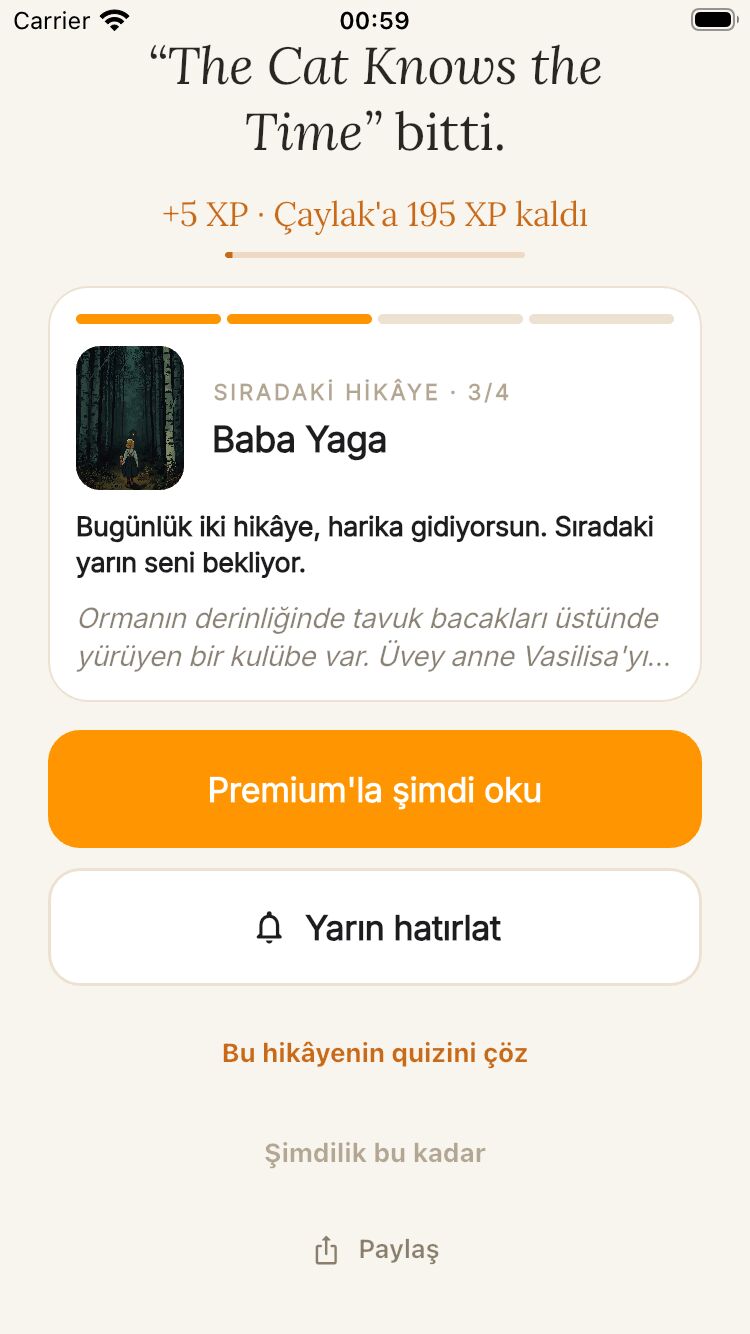 Carrier 00:59
“The Cat Knows the
Time” bitti.
+5 XP · Çaylak'a 195 XP kaldı
SIRADAKİ HİKÂYE · 3/4
Baba Yaga
Bugünlük iki hikâye, harika gidiyorsun. Sıradaki
yarın seni bekliyor.
Ormanın derinliğinde tavuk bacakları üstünde
yürüyen bir kulübe var. Üvey anne Vasilisa'yı...
Premium'la şimdi oku
Yarın hatırlat
Bu hikâyenin quizini çöz
Şimdilik bu kadar
Paylaş